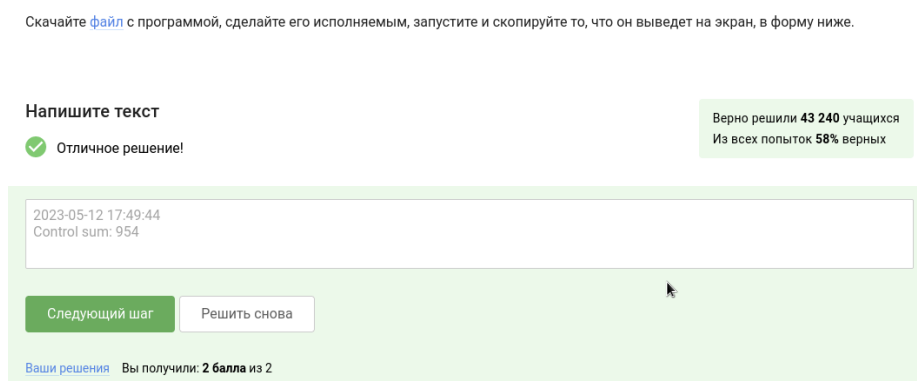 Скачайте файл с программой, сделайте его исполняемым, запустите и скопируйте то, что он выведет на экран, в форму ниже.
Напишите текст
Верно решили 43 240 учащихся
Из всех попыток 58% верных
Отличное решение!
2023-05-12 17:49:44
Control sum: 954
Следующий шаг
Решить снова
Ваши решения Вы получили: 2 балла из 2